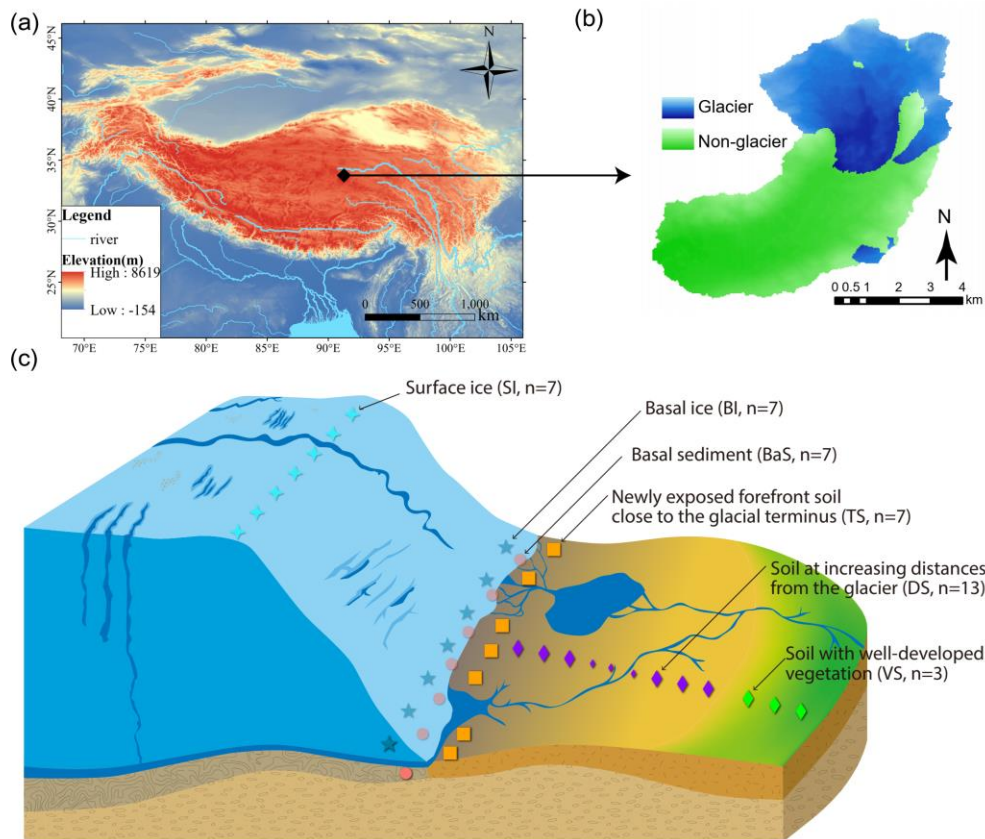 (a)
N
45°N
40°N
35°N
30°N
25°N
Legend
river
Elevation(m)
High : 8619
Low : -154
0 500 1,000
km
70°E 75°E 80°E 85°E 90°E 95°E 100°E 105°E
(b)
Glacier
Non-glacier
N
0 0.5 1 2 3 4
km
(c)
Surface ice (SI, n=7)
Basal ice (BI, n=7)
Basal sediment (BaS, n=7)
Newly exposed forefront soil
close to the glacial terminus (TS, n=7)
Soil at increasing distances
from the glacier (DS, n=13)
Soil with well-developed
vegetation (VS, n=3)